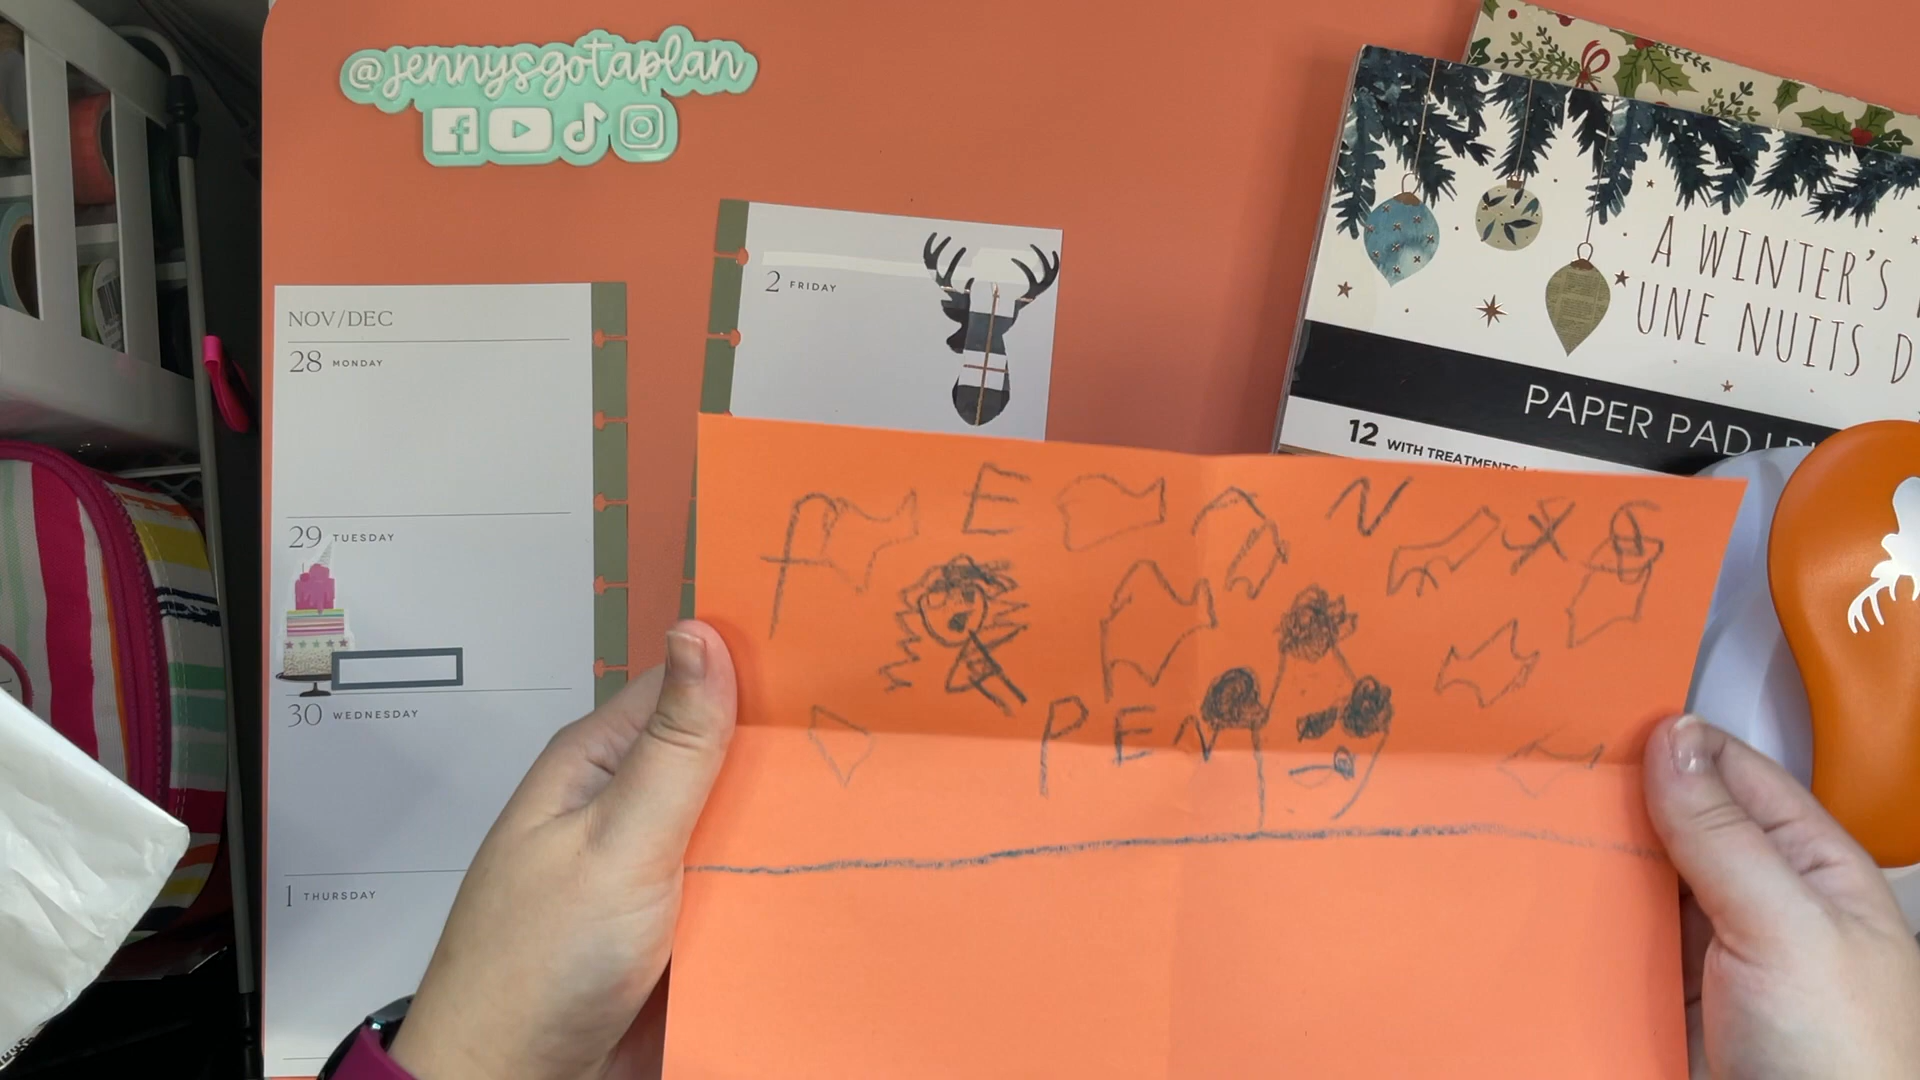 @jennysgotaplan
NOV/DEC
28 MONDAY
29 TUESDAY
30 WEDNESDAY
1 THURSDAY
2 FRIDAY
A WINTER'S
UNE NUITS D
PAPER PAD
12 WITH TREATMENTS
PEN